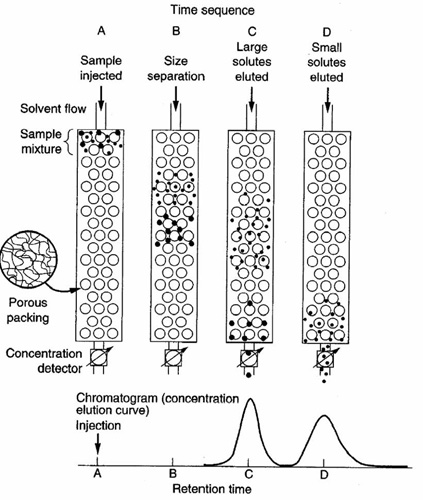 Time sequence
A B C D
Sample injected
Size separation
Large solutes eluted
Small solutes eluted
Solvent flow
Sample mixture
Porous packing
Concentration detector
Chromatogram (concentration
elution curve)
Injection
A B C D
Retention time